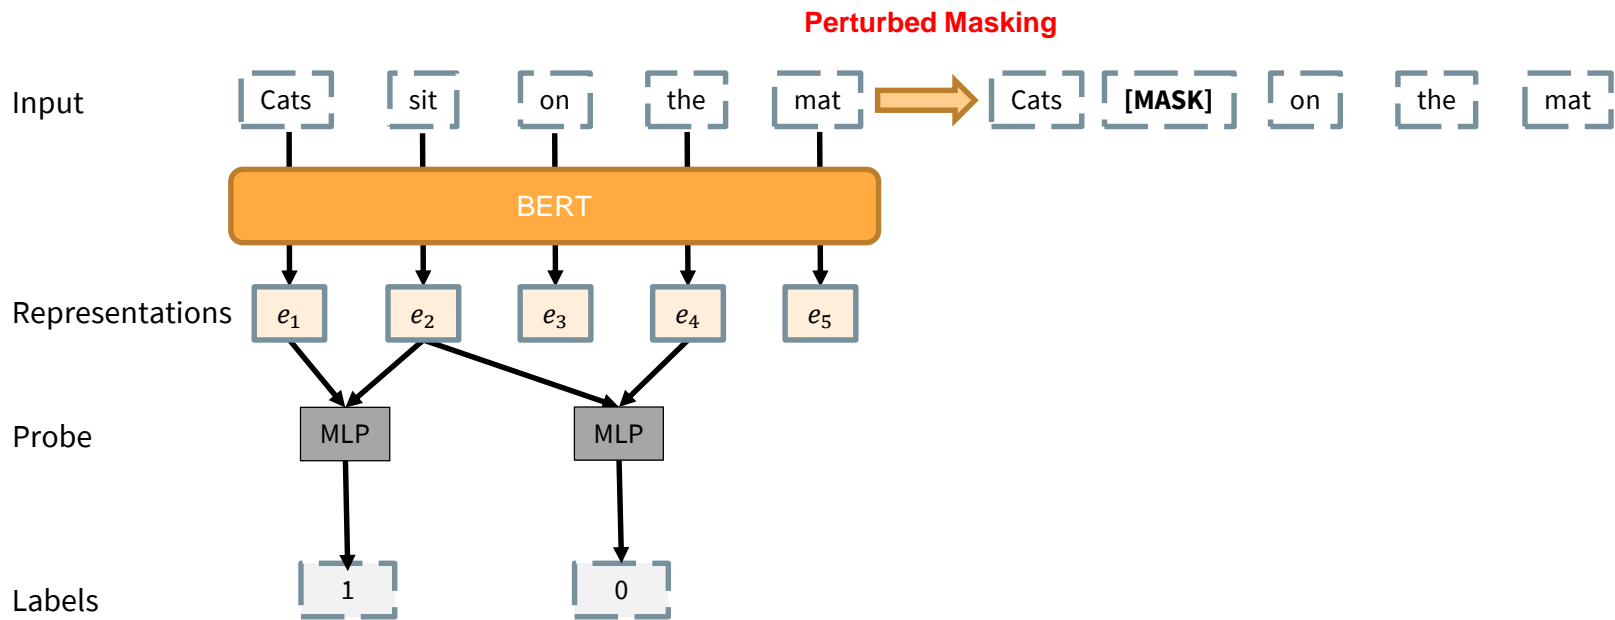 Perturbed Masking
Input Cats sit on the mat Cats [MASK] on the mat
BERT
Representations e1 e2 e3 e4 e5
Probe MLP MLP
Labels 1 0